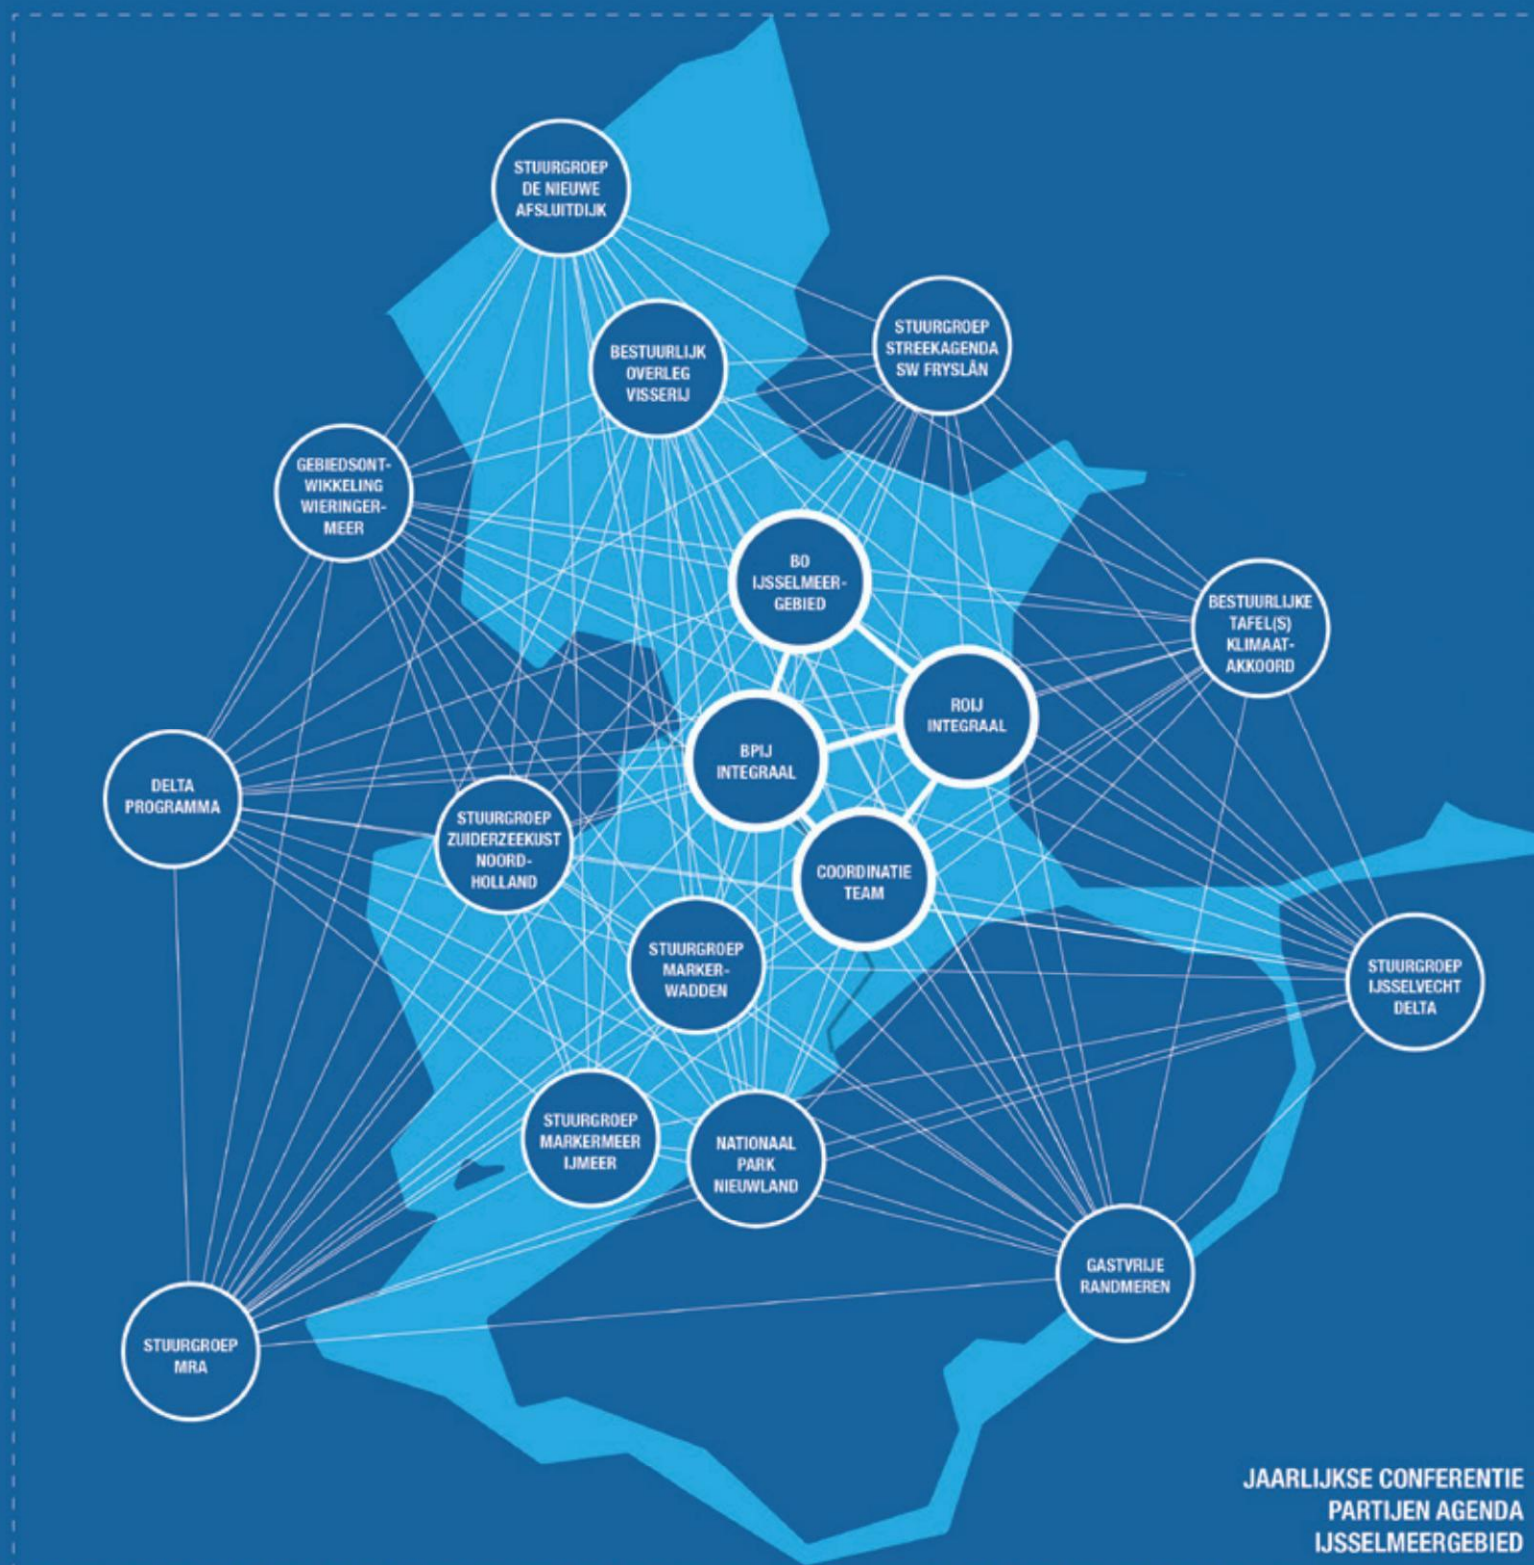 STUURGROEP
DE NIEUWE
AFSLUITDIJK
STUURGROEP
STREEKAGENDA
SW FRYSLÂN
BESTUURLIJK
OVERLEG
VISSERIJ
GEBIEDSONT-
WIKKELING
WIERINGER-
MEER
BO
IJSSELMEER-
GEBIED
BESTUURLIJKE
TAFEL(S)
KLIMAAT-
AKKOORD
ROIJ
INTEGRAAL
BPIJ
INTEGRAAL
DELTA
PROGRAMMA
STUURGROEP
ZUIDERZEEKUST
NOORD-
HOLLAND
COORDINATIE
TEAM
STUURGROEP
MARKER-
WADDEN
STUURGROEP
IJSSELVECHT
DELTA
STUURGROEP
MARKERMEER
IJMEER
NATIONAAL
PARK
NIEUWLAND
GASTVRIJE
RANDMEREN
STUURGROEP
MRA
JAARLIJKSE CONFERENTIE
PARTIJEN AGENDA
IJSSELMEERGEBIED